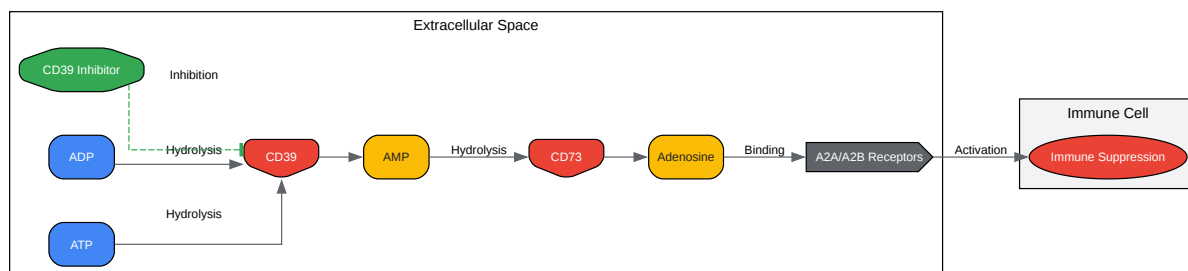 Extracellular Space
CD39 Inhibitor
Inhibition
Immune Cell
ADP
Hydrolysis
CD39
AMP
Hydrolysis
CD73
Adenosine
Binding
A2A/A2B Receptors
Activation
Immune Suppression
Hydrolysis
ATP